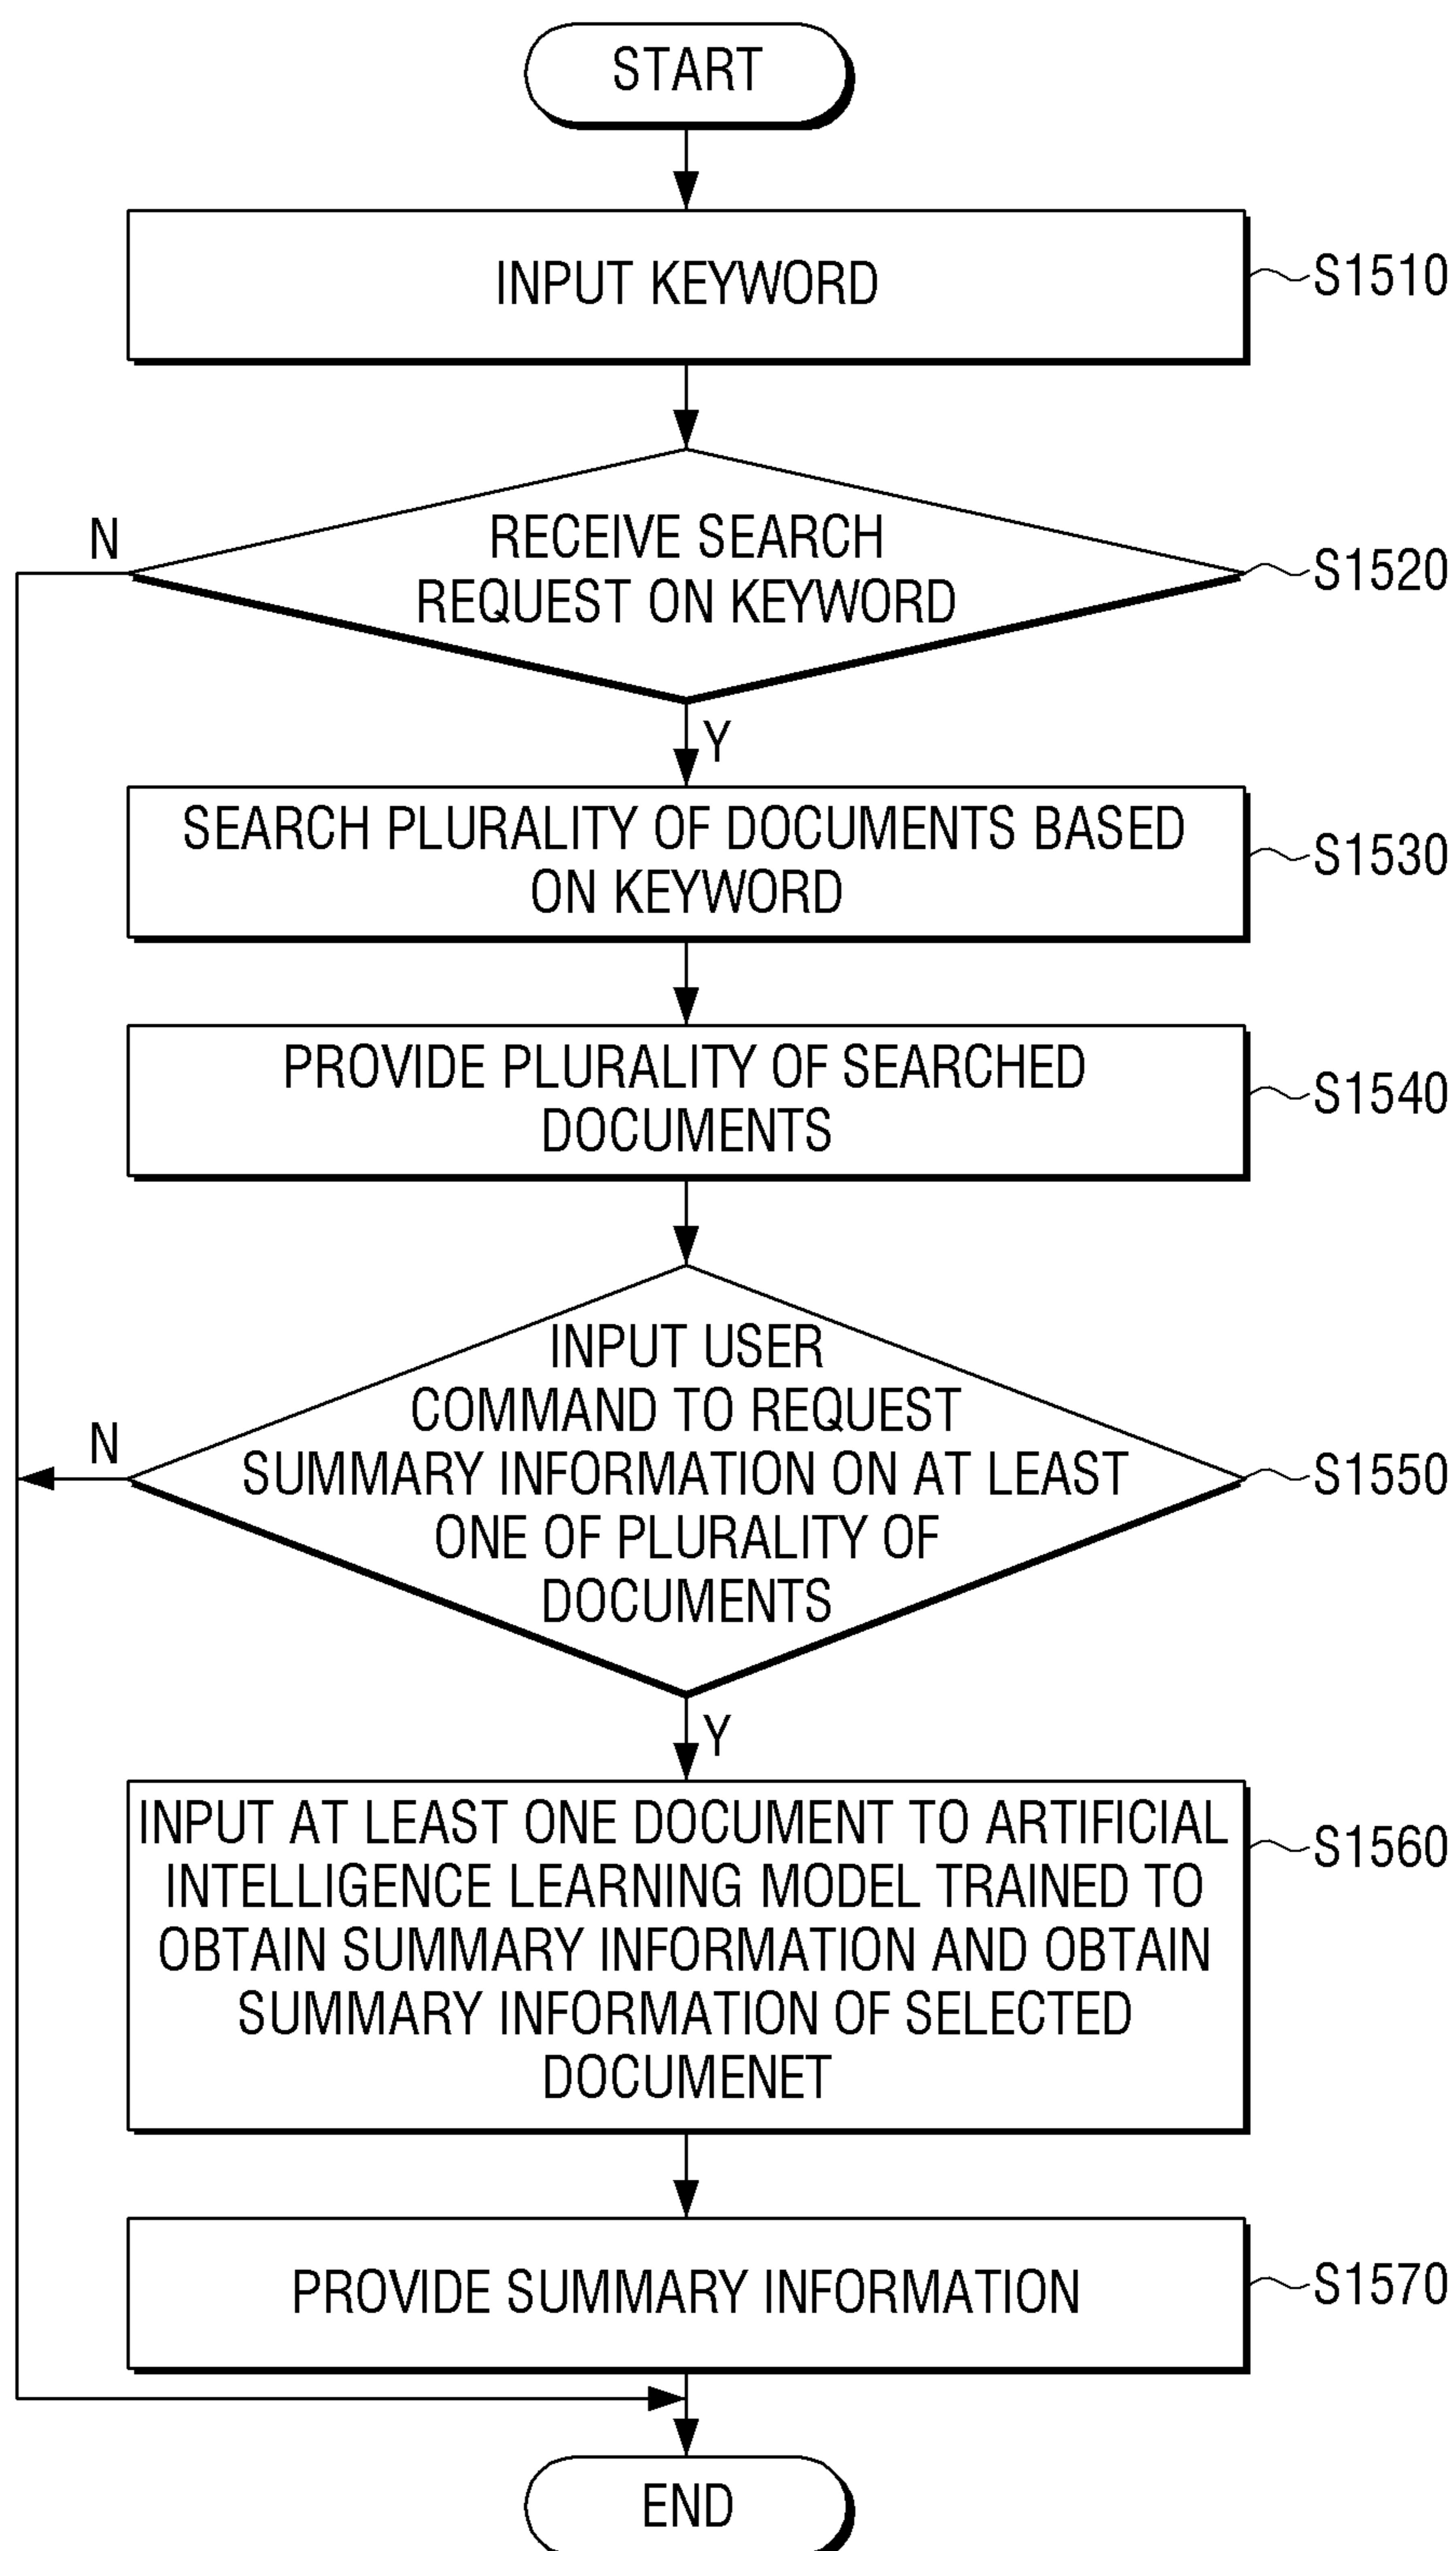 START
INPUT KEYWORD
S1510
N
RECEIVE SEARCH
REQUEST ON KEYWORD
S1520
Y
SEARCH PLURALITY OF DOCUMENTS BASED
ON KEYWORD
S1530
PROVIDE PLURALITY OF SEARCHED
DOCUMENTS
S1540
N
INPUT USER
COMMAND TO REQUEST
SUMMARY INFORMATION ON AT LEAST
ONE OF PLURALITY OF
DOCUMENTS
S1550
Y
INPUT AT LEAST ONE DOCUMENT TO ARTIFICIAL
INTELLIGENCE LEARNING MODEL TRAINED TO
OBTAIN SUMMARY INFORMATION AND OBTAIN
SUMMARY INFORMATION OF SELECTED
DOCUMENET
S1560
PROVIDE SUMMARY INFORMATION
S1570
END